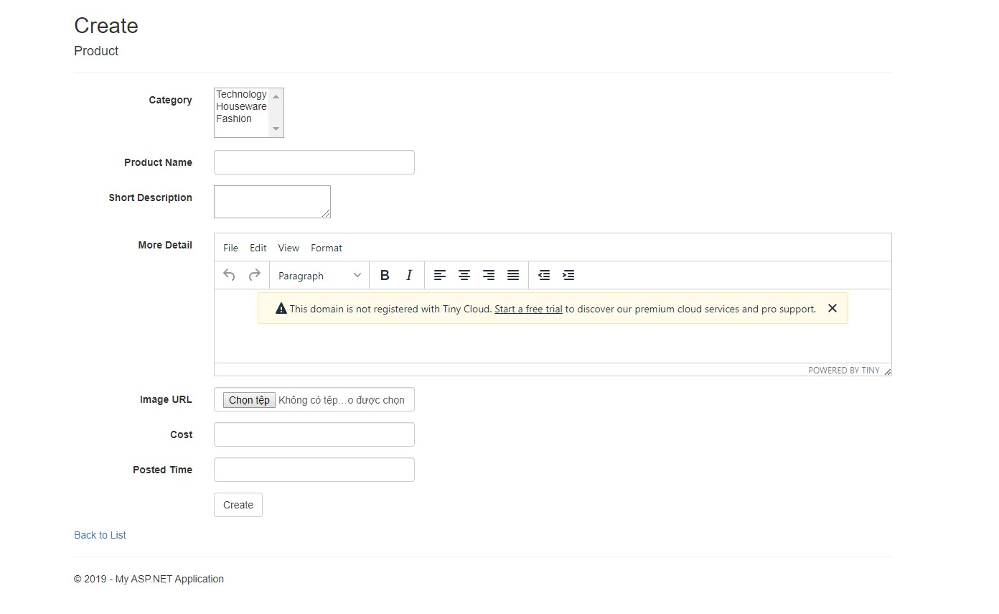 Create
Product
Category
Technology
Houseware
Fashion
Product Name
Short Description
More Detail
File Edit View Format
Paragraph B I
This domain is not registered with Tiny Cloud. Start a free trial to discover our premium cloud services and pro support.
POWERED BY TINY
Image URL Chọn tệp Không có tệp…o được chọn
Cost
Posted Time
Create
Back to List
© 2019 - My ASP.NET Application